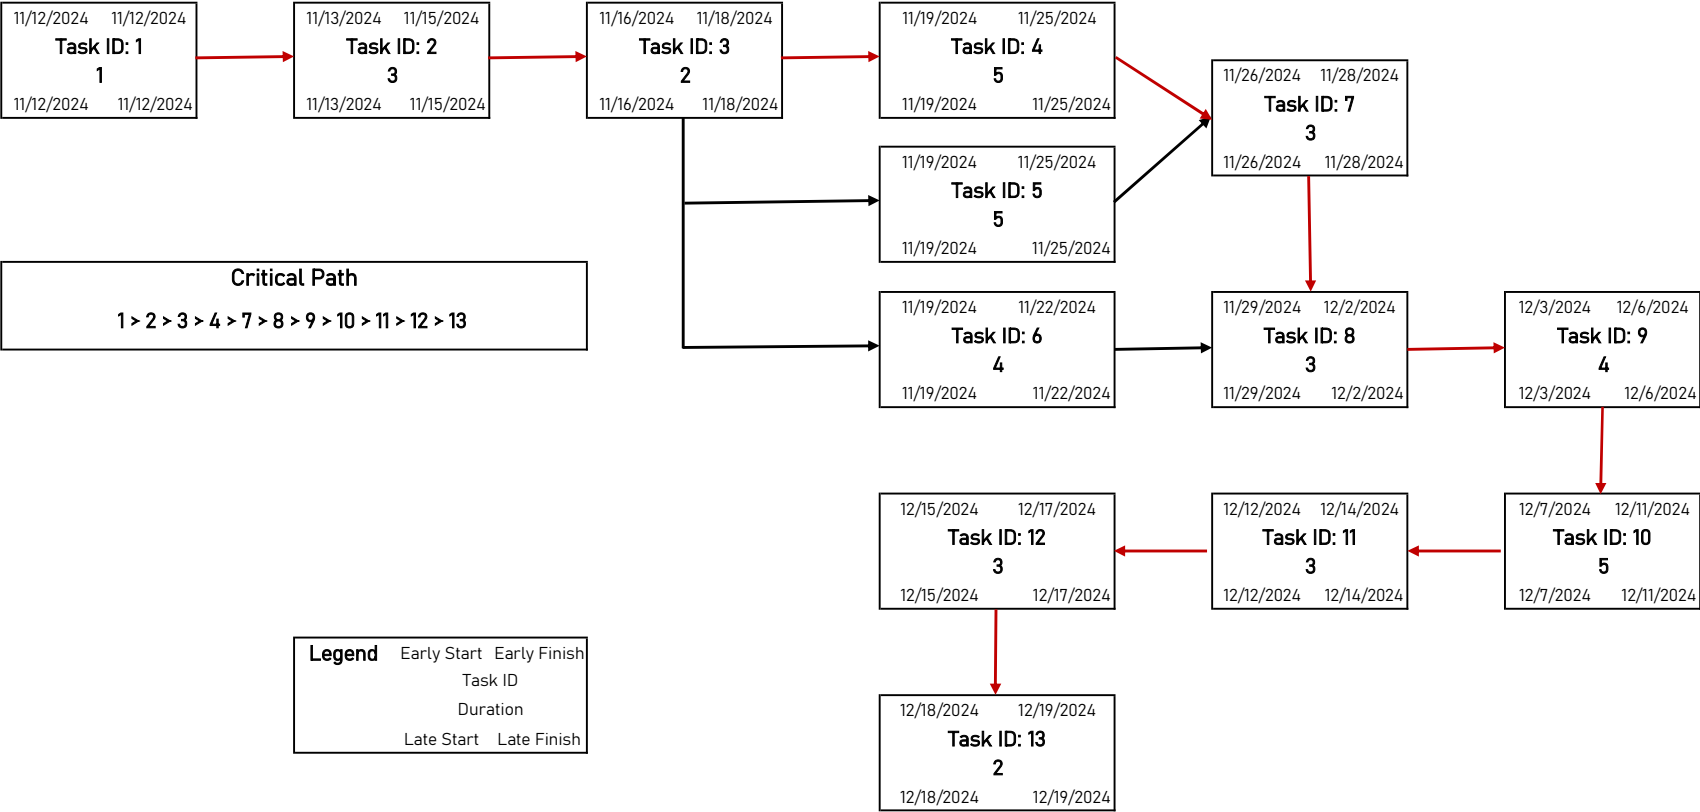 11/12/2024 11/12/2024
Task ID: 1
1
11/12/2024 11/12/2024
11/13/2024 11/15/2024
Task ID: 2
3
11/13/2024 11/15/2024
11/16/2024 11/18/2024
Task ID: 3
2
11/16/2024 11/18/2024
11/19/2024 11/25/2024
Task ID: 4
5
11/19/2024 11/25/2024
11/26/2024 11/28/2024
Task ID: 7
3
11/26/2024 11/28/2024
11/19/2024 11/25/2024
Task ID: 5
5
11/19/2024 11/25/2024
Critical Path
1 > 2 > 3 > 4 > 7 > 8 > 9 > 10 > 11 > 12 > 13
11/19/2024 11/22/2024
Task ID: 6
4
11/19/2024 11/22/2024
11/29/2024 12/2/2024
Task ID: 8
3
11/29/2024 12/2/2024
12/3/2024 12/6/2024
Task ID: 9
4
12/3/2024 12/6/2024
12/15/2024 12/17/2024
Task ID: 12
3
12/15/2024 12/17/2024
12/12/2024 12/14/2024
Task ID: 11
3
12/12/2024 12/14/2024
12/7/2024 12/11/2024
Task ID: 10
5
12/7/2024 12/11/2024
Legend Early Start Early Finish
Task ID
Duration
Late Start Late Finish
12/18/2024 12/19/2024
Task ID: 13
2
12/18/2024 12/19/2024